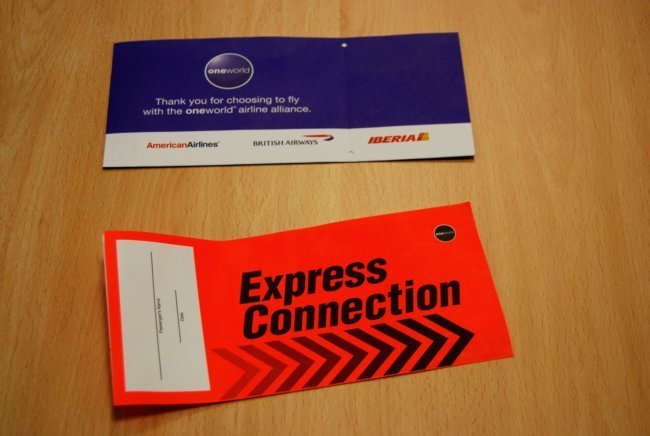 oneworld
Thank you for choosing to fly
with the oneworld™ airline alliance.
AmericanAirlines®
BRITISH AIRWAYS
IBERIA
oneworld
Express
Connection
Passenger's Name
Date